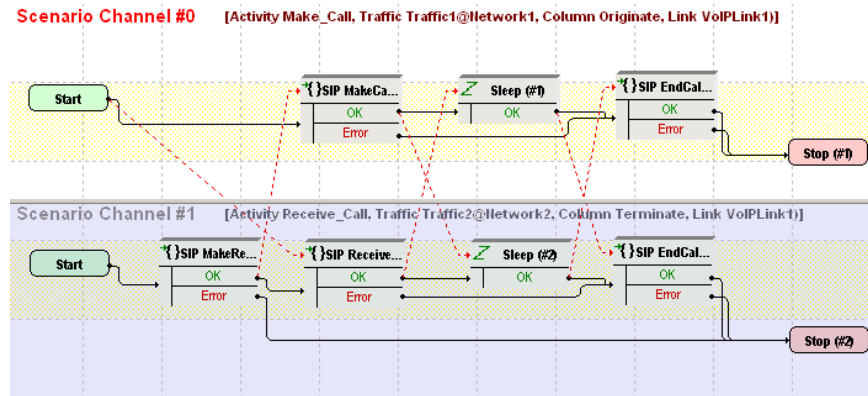 Scenario Channel #0 [Activity Make_Call, Traffic Traffic1@Network1, Column Originate, Link VoIPLink1)]
Start
{}SIP MakeCa...
OK
Error
Sleep (#1)
OK
{}SIP EndCal...
OK
Error
Stop (#1)
Scenario Channel #1 [Activity Receive_Call, Traffic Traffic2@Network2, Column Terminate, Link VoIPLink1)]
Start
{}SIP MakeRe...
OK
Error
{}SIP Receive...
OK
Error
Sleep (#2)
OK
{}SIP EndCal...
OK
Error
Stop (#2)